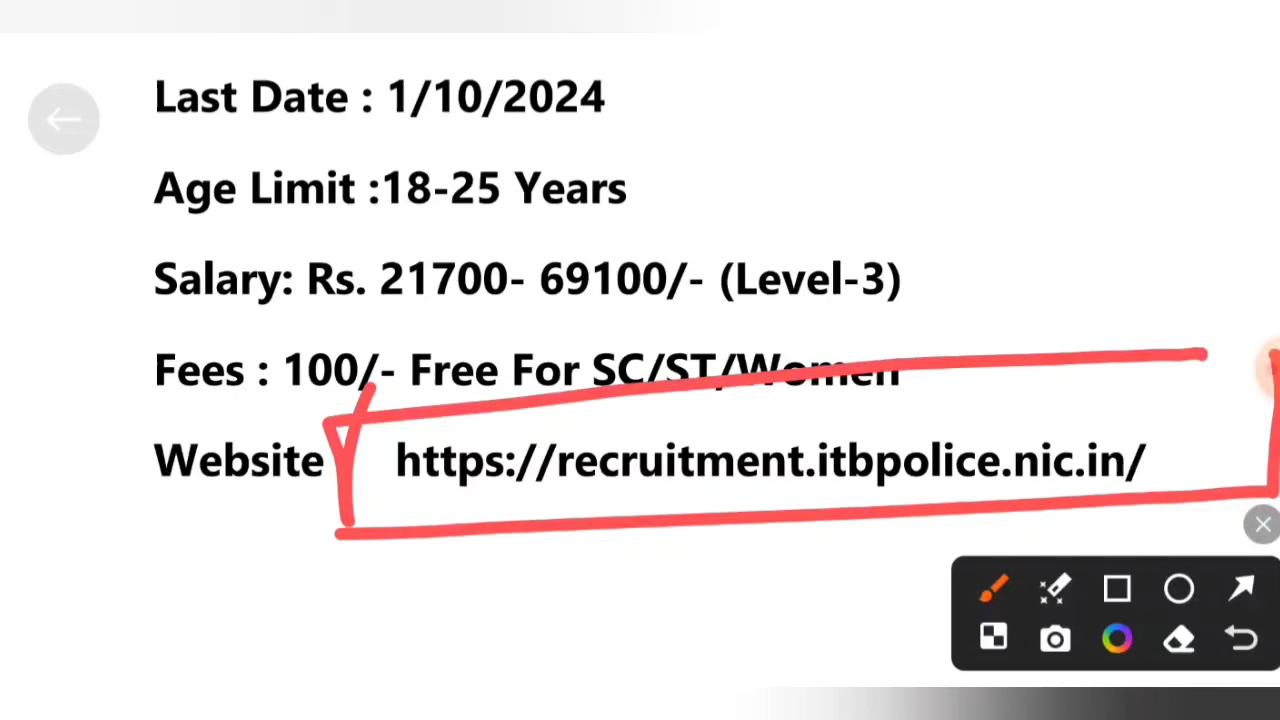 Last Date : 1/10/2024
Age Limit :18-25 Years
Salary: Rs. 21700- 69100/- (Level-3)
Fees : 100/- Free For SC/ST/Women
Website https://recruitment.itbpolice.nic.in/